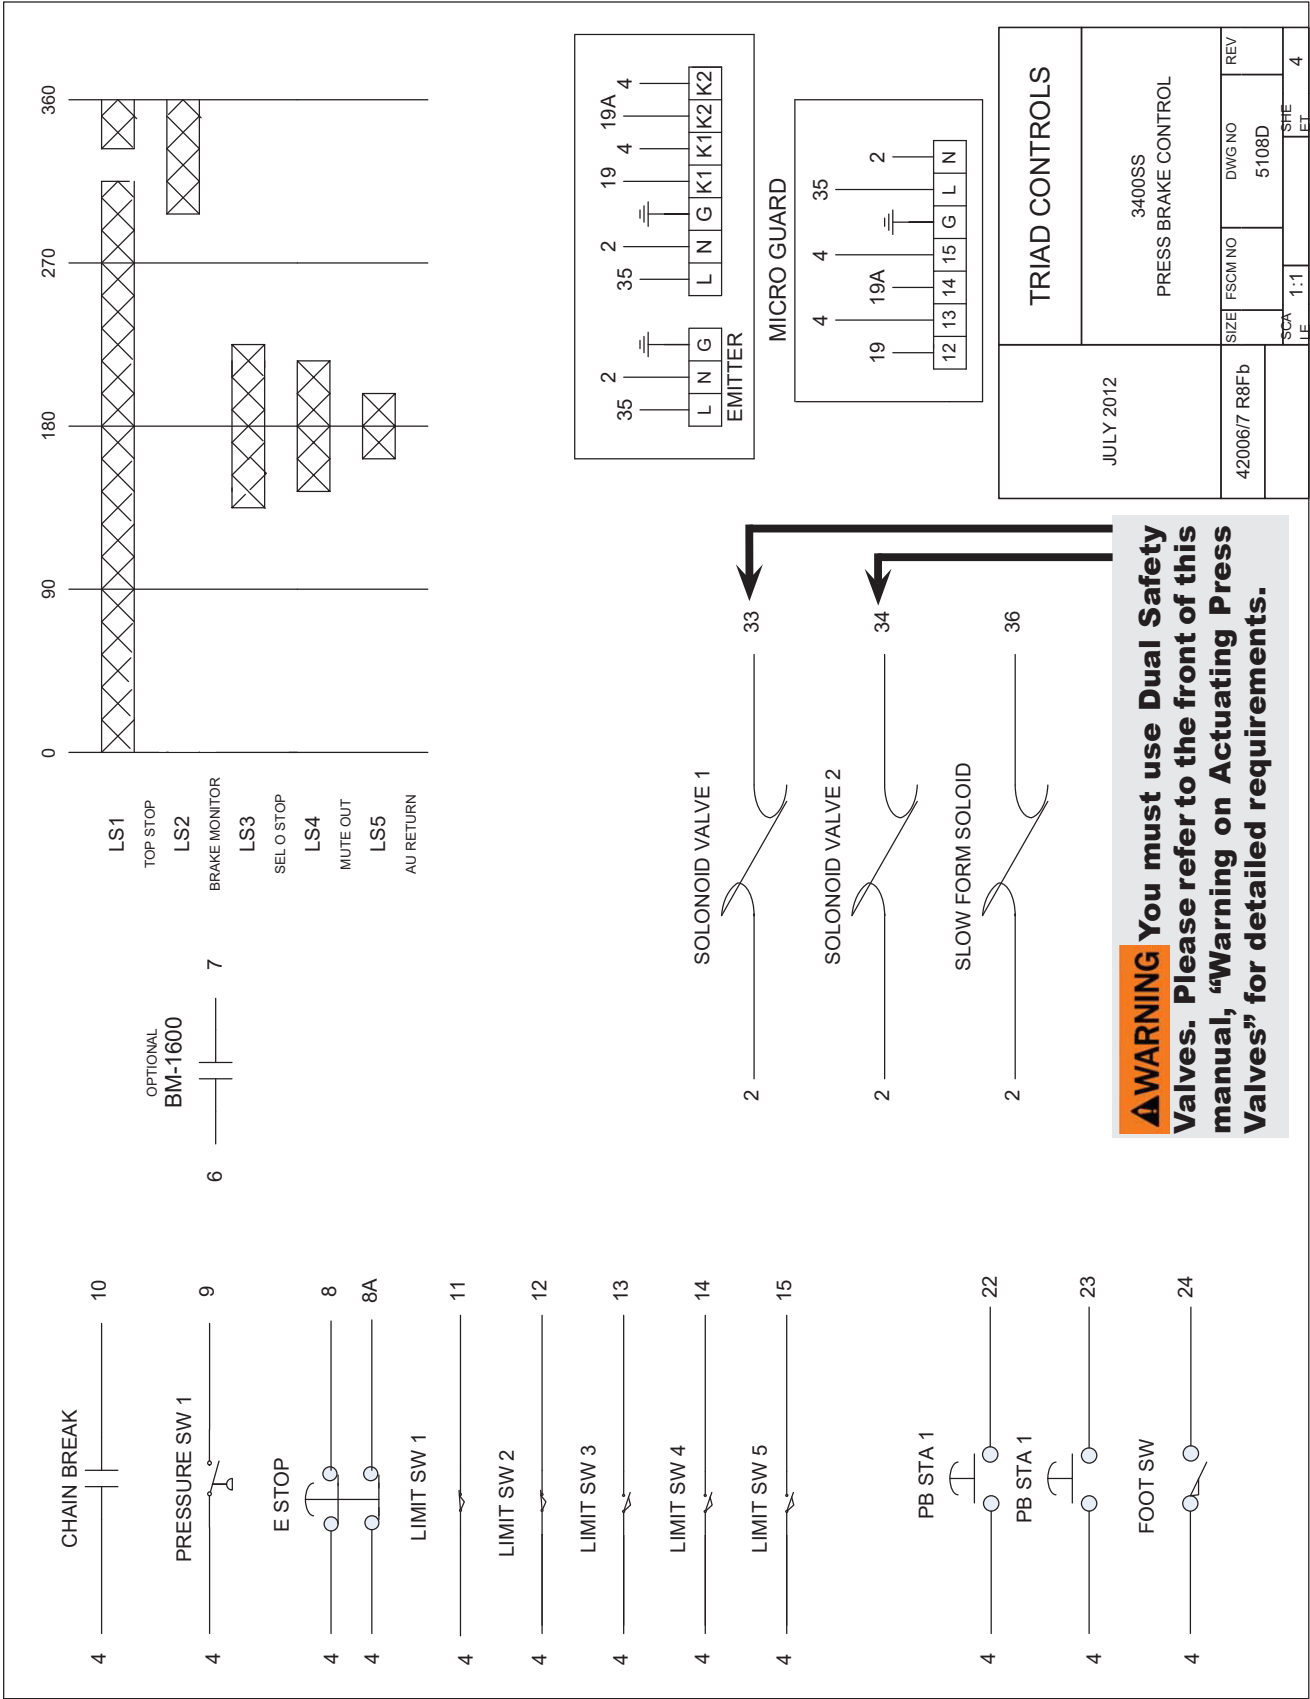 4 CHAIN BREAK 10
4 PRESSURE SW 1 9
4 E STOP 8
4 8A
4 LIMIT SW 1 11
4 LIMIT SW 2 12
4 LIMIT SW 3 13
4 LIMIT SW 4 14
4 LIMIT SW 5 15
4 PB STA 1 22
4 PB STA 1 23
4 FOOT SW 24
OPTIONAL
BM-1600
6 7
0 90 180 270 360
LS1
TOP STOP
LS2
BRAKE MONITOR
LS3
SEL O STOP
LS4
MUTE OUT
LS5
AU RETURN
SOLONOID VALVE 1
2 33
SOLONOID VALVE 2
2 34
SLOW FORM SOLOID
2 36
35 2
L N G
EMITTER
35 2 19 4 19A 4
L N G K1 K1 K2 K2
MICRO GUARD
19 4 19A 4 35 2
12 13 14 15 G L N
WARNING You must use Dual Safety
Valves. Please refer to the front of this
manual, “Warning on Actuating Press
Valves” for detailed requirements.
JULY 2012
42006/7 R8Fb
TRIAD CONTROLS
3400SS
PRESS BRAKE CONTROL
SIZE FSCM NO DWG NO REV
5108D
SCA
LE
1:1
SHE
ET
4